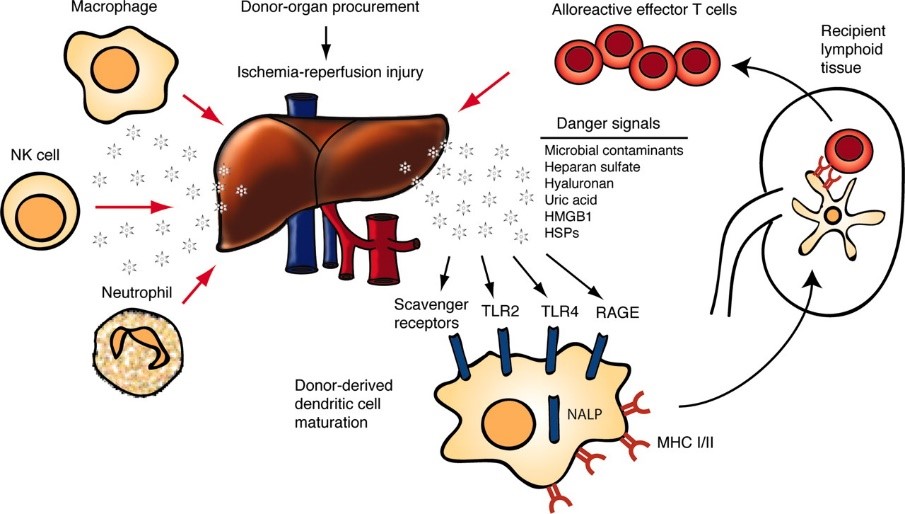 Macrophage
Donor-organ procurement
Ischemia-reperfusion injury
Alloreactive effector T cells
Recipient
lymphoid
tissue
NK cell
Danger signals
Microbial contaminants
Heparan sulfate
Hyaluronan
Uric acid
HMGB1
HSPs
Neutrophil
Scavenger
receptors
TLR2
TLR4
RAGE
Donor-derived
dendritic cell
maturation
NALP
MHC I/II